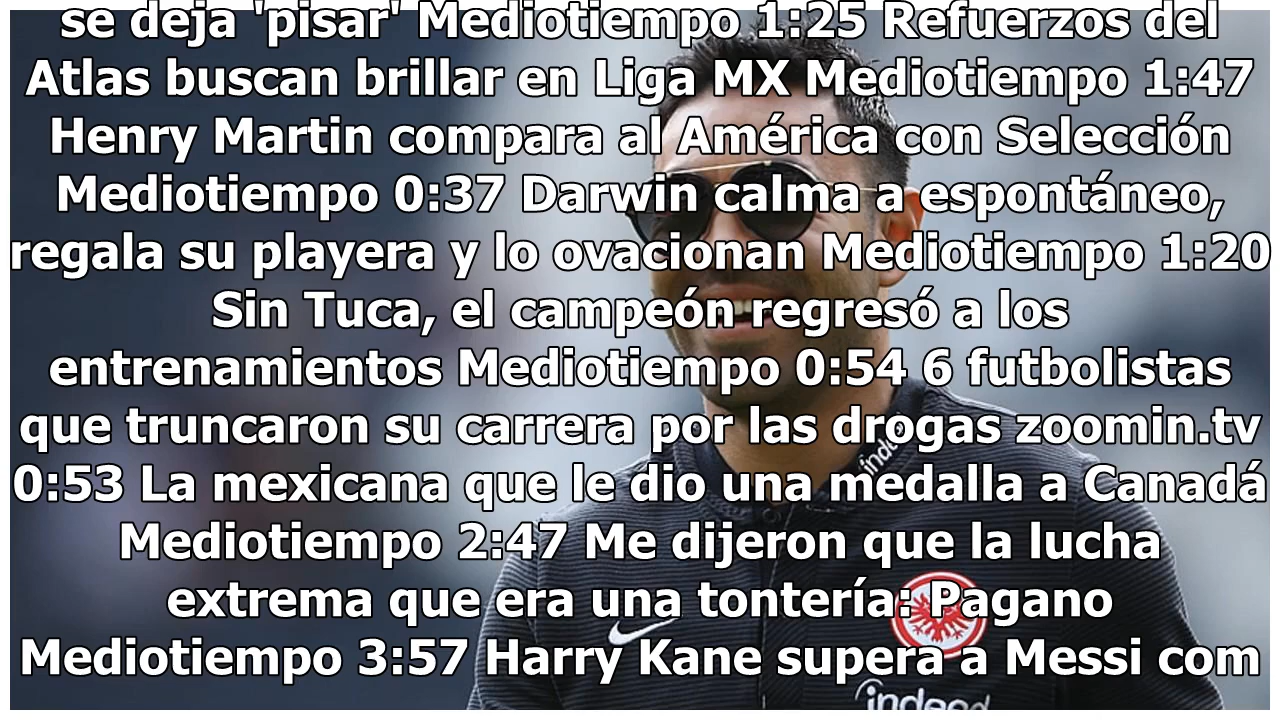 se deja 'pisar' Mediotiempo 1:25 Refuerzos del
Atlas buscan brillar en Liga MX Mediotiempo 1:47
Henry Martin compara al América con Selección
Mediotiempo 0:37 Darwin calma a espontáneo,
regala su playera y lo ovacionan Mediotiempo 1:20
Sin Tuca, el campeón regresó a los
entrenamientos Mediotiempo 0:54 6 futbolistas
que truncaron su carrera por las drogas zoomin.tv
0:53 La mexicana que le dio una medalla a Canadá
Mediotiempo 2:47 Me dijeron que la lucha
extrema que era una tontería: Pagano
Mediotiempo 3:57 Harry Kane supera a Messi com
indeed
indeed